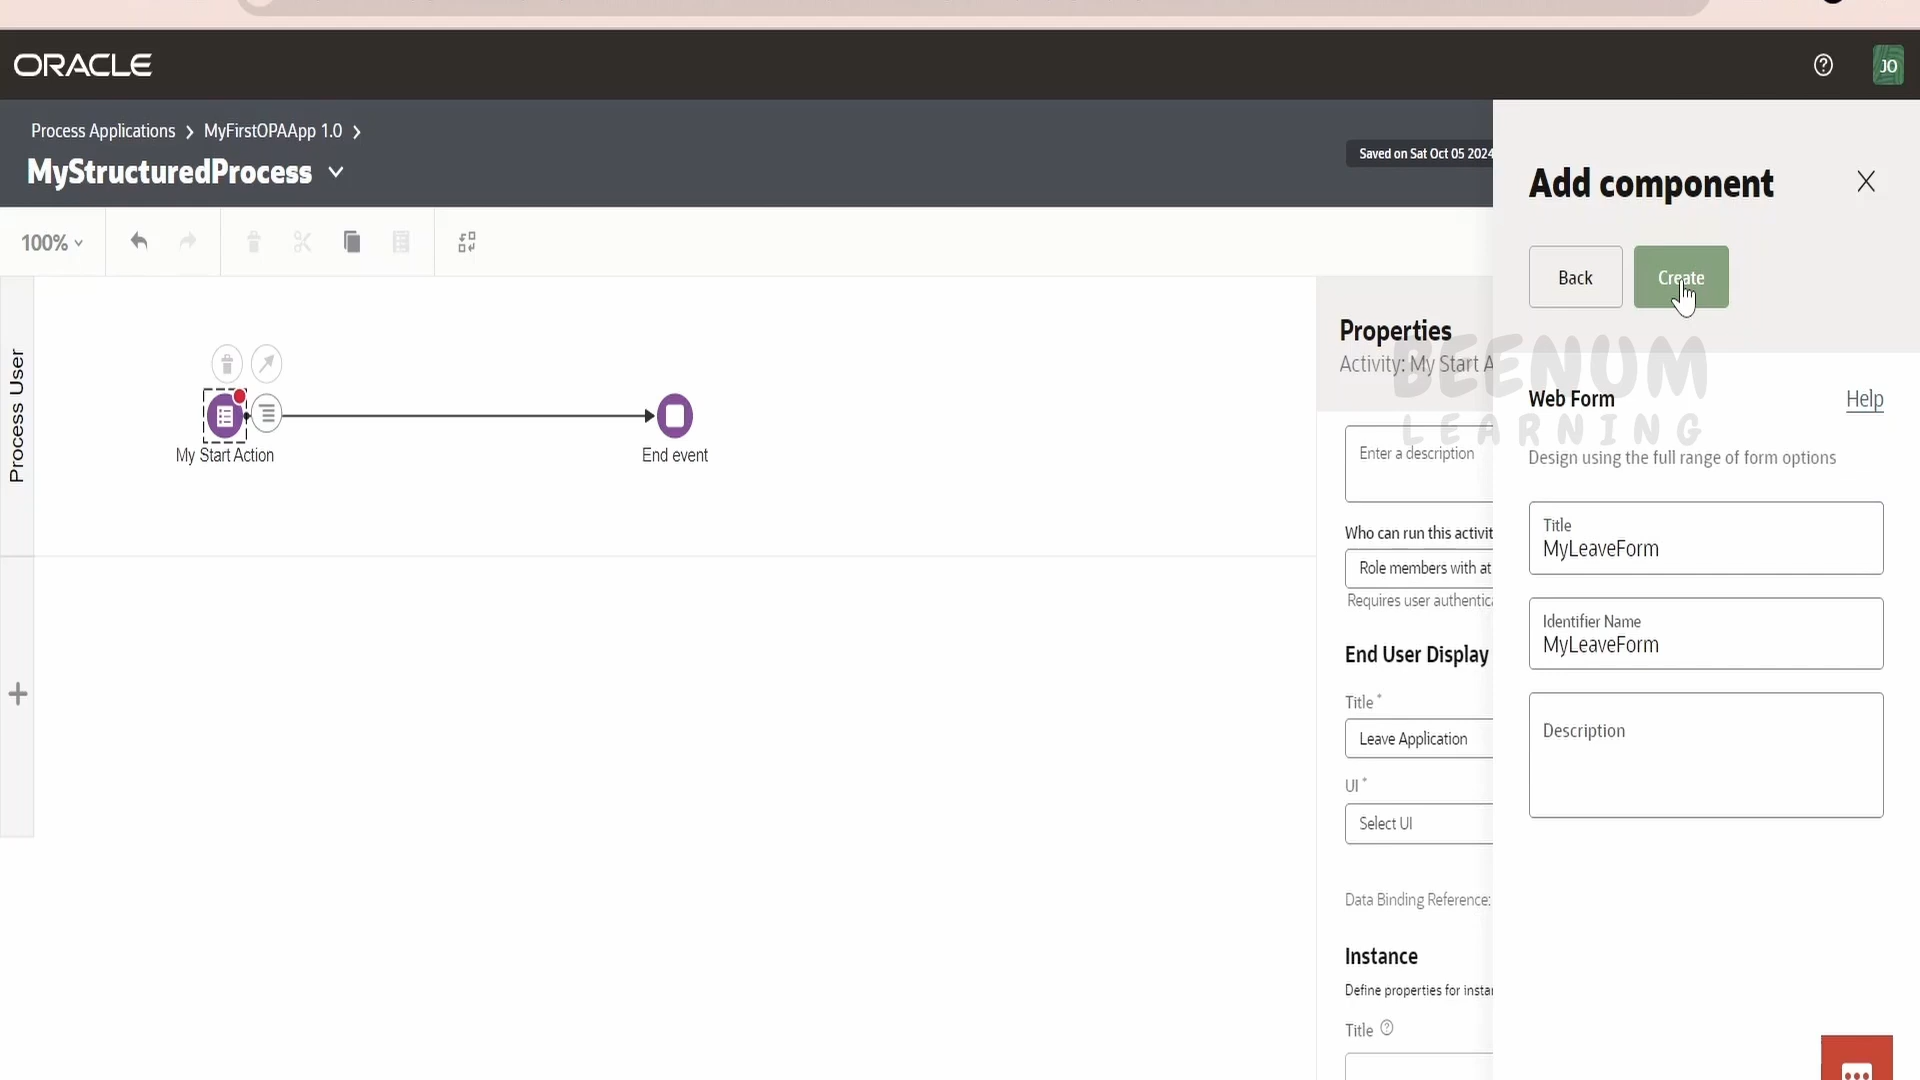 ORACLE
JO
Process Applications
MyFirstOPAApp 1.0
MyStructuredProcess
Saved on Sat Oct 05 2024
100%
Process User
My Start Action
End event
Properties
Activity: My Start A
Enter a description
Who can run this activit
Role members with at
Requires user authentica
End User Display
Title *
Leave Application
UI *
Select UI
Data Binding Reference:
Instance
Define properties for instan
Title
Add component
Back
Create
BEENUM
LEARNING
Web Form
Help
Design using the full range of form options
Title
MyLeaveForm
Identifier Name
MyLeaveForm
Description